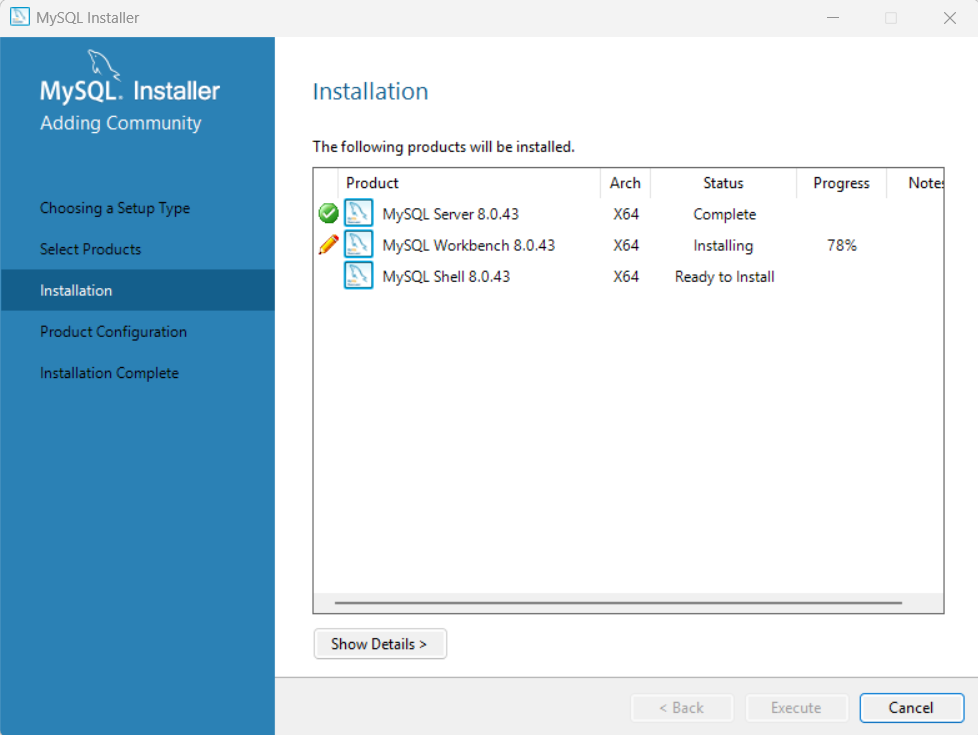 MySQL Installer
MySQL. Installer
Adding Community
Choosing a Setup Type
Select Products
Installation
Product Configuration
Installation Complete
Installation
The following products will be installed.
Product Arch Status Progress Notes
MySQL Server 8.0.43 X64 Complete
MySQL Workbench 8.0.43 X64 Installing 78%
MySQL Shell 8.0.43 X64 Ready to Install
Show Details >
< Back Execute Cancel